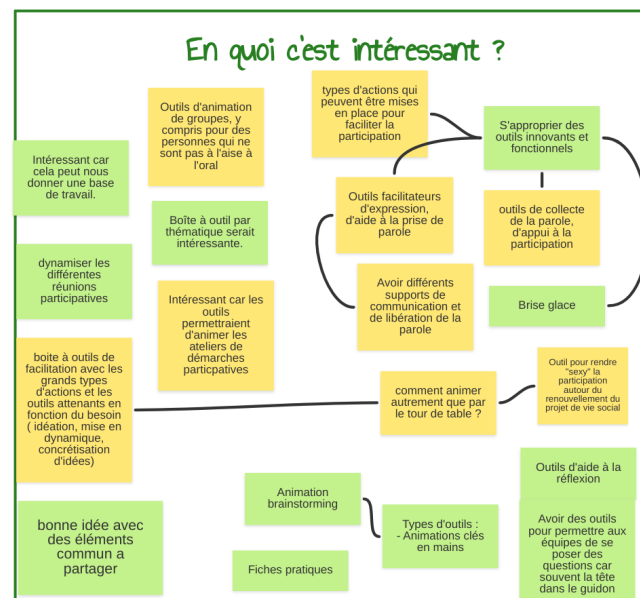 En quoi c'est intéressant ?
Intéressant car
cela peut nous
donner une base
de travail.
dynamiser les
différentes
réunions
participatives
boite à outils de
facilitation avec les
grands types
d'actions et les
outils attenants en
fonction du besoin
( idéation, mise en
dynamique,
concrétisation
d'idées)
bonne idée avec
des éléments
commun a
partager
Outils d'animation
de groupes, y
compris pour des
personnes qui ne
sont pas à l'aise à
l'oral
Boîte à outil par
thématique serait
intéressante.
Intéressant car les
outils
permettraient
d'animer les
ateliers de
démarches
particpatives
types d'actions qui
peuvent être mises
en place pour
faciliter la
participation
Outils facilitateurs
d'expression,
d'aide à la prise de
parole
Avoir différents
supports de
communication et
de libération de la
parole
S'approprier des
outils innovants et
fonctionnels
outils de collecte
de la parole,
d'appui à la
participation
Brise glace
comment animer
autrement que par
le tour de table ?
Outil pour rendre
"sexy" la
participation
autour du
renouvellement du
projet de vie social
Animation
brainstorming
Types d'outils :
- Animations clés
en mains
Fiches pratiques
Outils d'aide à la
réflexion
Avoir des outils
pour permettre aux
équipes de se
poser des
questions car
souvent la tête
dans le guidon